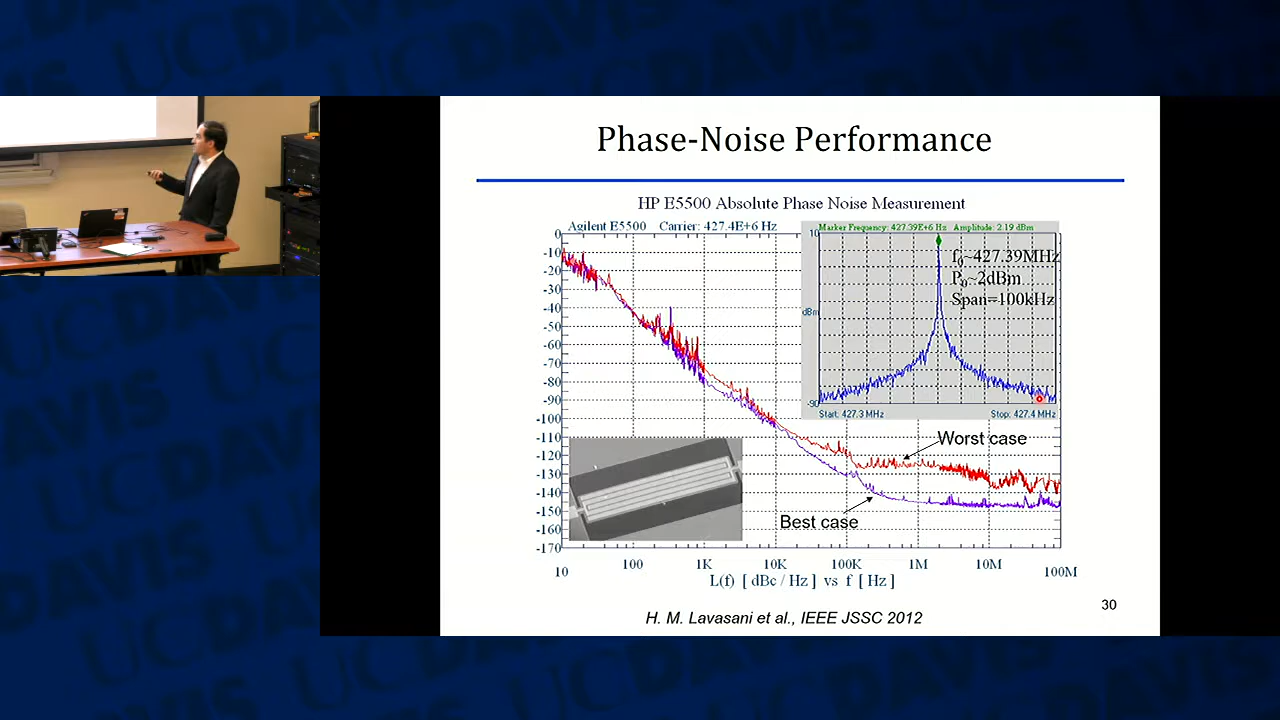 UC DAVIS
Phase-Noise Performance
HP E5500 Absolute Phase Noise Measurement
Agilent E5500 Carrier: 427.4E+6 Hz
Marker Frequency: 427.39E+6 Hz Amplitude: 2.19 dBm
10
f₀~427.39MHz
P₀~2dBm
Span=100kHz
dBm
-90
Start: 427.3 MHz Stop: 427.4 MHz
0
-10
-20
-30
-40
-50
-60
-70
-80
-90
-100
-110
-120
-130
-140
-150
-160
-170
Worst case
Best case
10 100 1K 10K 100K 1M 10M 100M
L(f) [ dBc / Hz ] vs f [ Hz ]
H. M. Lavasani et al., IEEE JSSC 2012
30